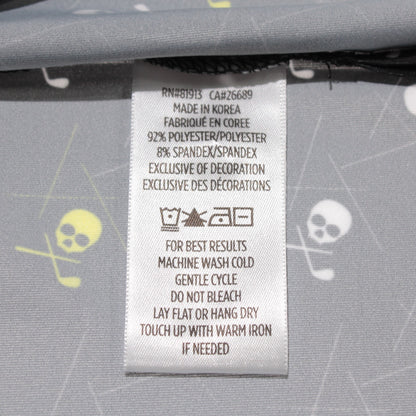 RN#81913 CA#26689
MADE IN KOREA
FABRIQUÉ EN COREE
92% POLYESTER/POLYESTER
8% SPANDEX/SPANDEX
EXCLUSIVE OF DECORATION
EXCLUSIVE DES DÉCORATIONS
FOR BEST RESULTS
MACHINE WASH COLD
GENTLE CYCLE
DO NOT BLEACH
LAY FLAT OR HANG DRY
TOUCH UP WITH WARM IRON
IF NEEDED